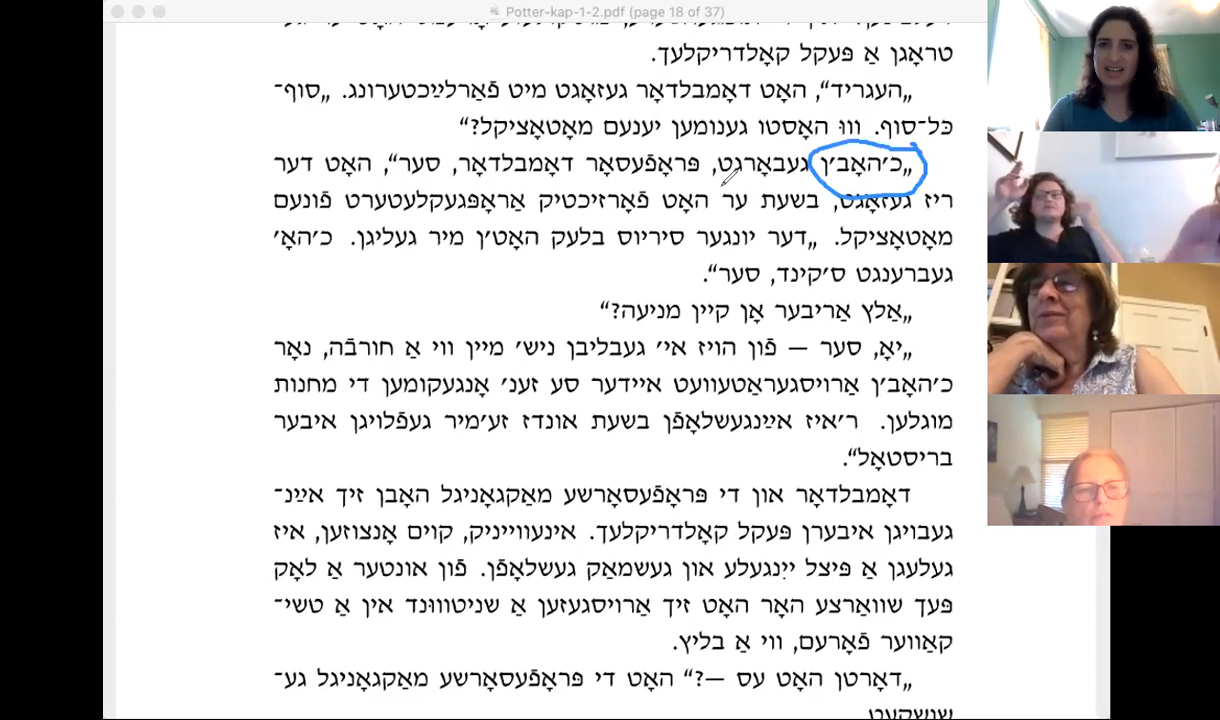 Potter-kap-1-2.pdf (page 18 of 37)
טראָגן אַ פּעקל קאָלדריקלעך.
„העגריד“, האָט דאָמבלדאָר געזאָגט מיט פֿאַרלײַכטערונג. „סוף־
כּל־סוף. וווּ האָסטו גענומען יענעם מאָטאָציקל?“
„כ׳האָב׳ן געבאָרגט, פּראָפֿעסאָר דאָמבלדאָר, סער“, האָט דער
ריז געזאָגט, בשעת ער האָט פֿאָרזיכטיק אַראָפּגעקלעטערט פֿונעם
מאָטאָציקל. „דער יונגער סיריוס בלעק האָט׳ן מיר געליגן. כ׳האָ׳
געברענגט ס׳קינד, סער“.
„אַלץ אַריבער אָן קיין מניעה?“
„יאָ, סער — פֿון הויז אי׳ געבליבן ניש׳ מיין ווי אַ חורבֿה, נאָר
כ׳האָב׳ן אַרויסגעראַטעוועט איידער סע זענ׳ אָנגעקומען די מחנות
מוגלען. ר׳איז אײַנגעשלאָפֿן בשעת אונדז זע׳מיר געפֿלויגן איבער
בריסטאָל“.
דאָמבלדאָר און די פּראָפֿעסאָרשע מאַקגאָניגל האָבן זיך אײַנ־
געבויגן איבערן פּעקל קאָלדריקלעך. אינעווייניק, קוים אָנצוזען, איז
געלעגן אַ פּיצל ייִנגעלע און געשמאַק געשלאָפֿן. פֿון אונטער אַ לאָק
פּעך שוואַרצע האָר האָט זיך אַרויסגעזען אַ שניטווּנד אין אַ טשי־
קאַווער פֿאָרעם, ווי אַ בליץ.
„דאָרטן האָט עס —?“ האָט די פּראָפֿעסאָרשע מאַקגאָניגל גע־